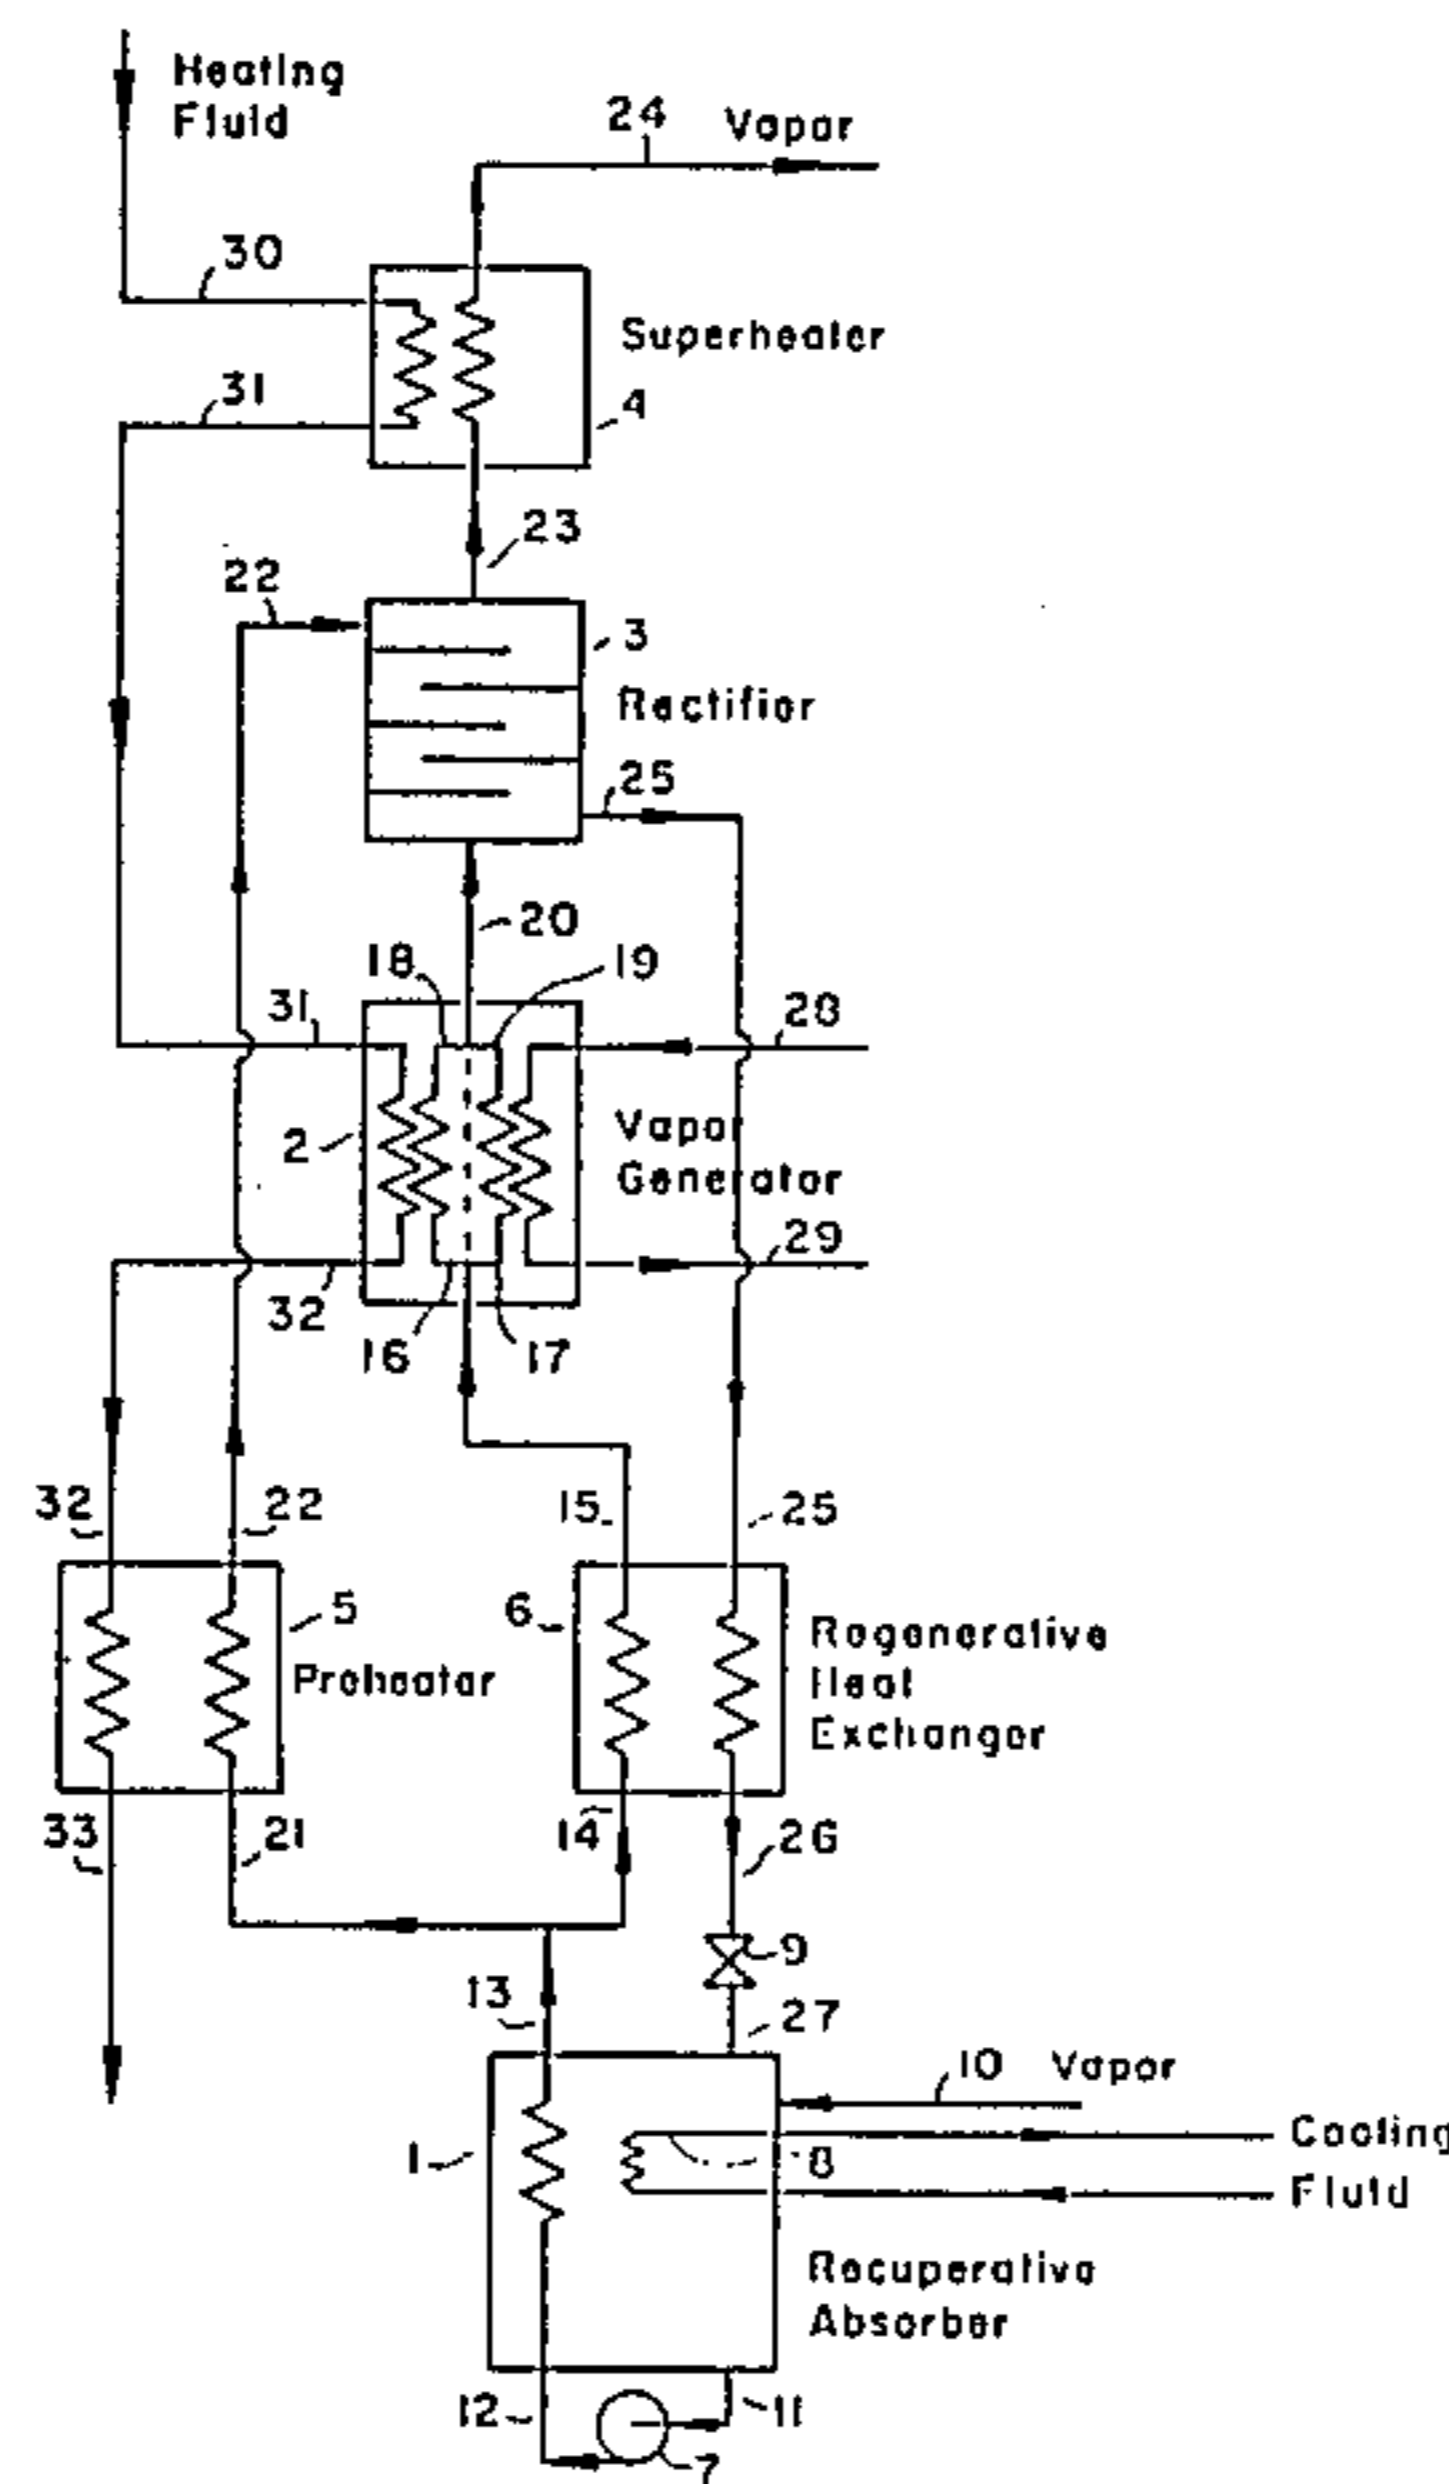 Heating
Fluid
24 Vapor
30
Superheater
31
4
23
22
3
Rectifier
25
20
18 19
31 28
2
Vapor
Generator
29
32
16 17
32 22 15 25
5
6
Preheater
Regenerative
Heat
Exchanger
33 21 14 26
9
13
27
10 Vapor
Cooling
1 8
Fluid
Recuperative
Absorber
12 11
7